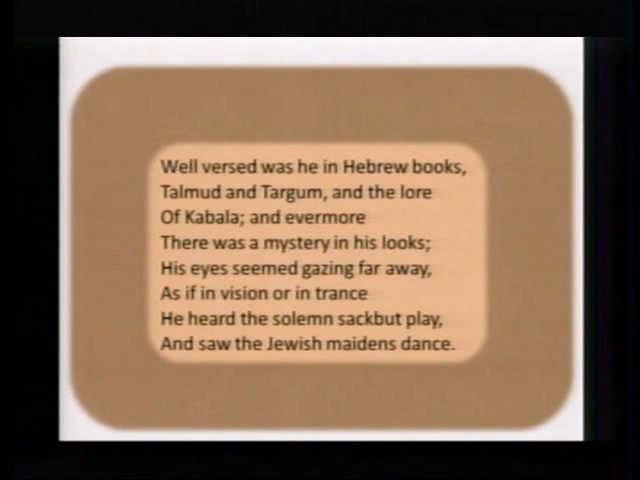 Well versed was he in Hebrew books,
Talmud and Targum, and the lore
Of Kabala; and evermore
There was a mystery in his looks;
His eyes seemed gazing far away,
As if in vision or in trance
He heard the solemn sackbut play,
And saw the Jewish maidens dance.